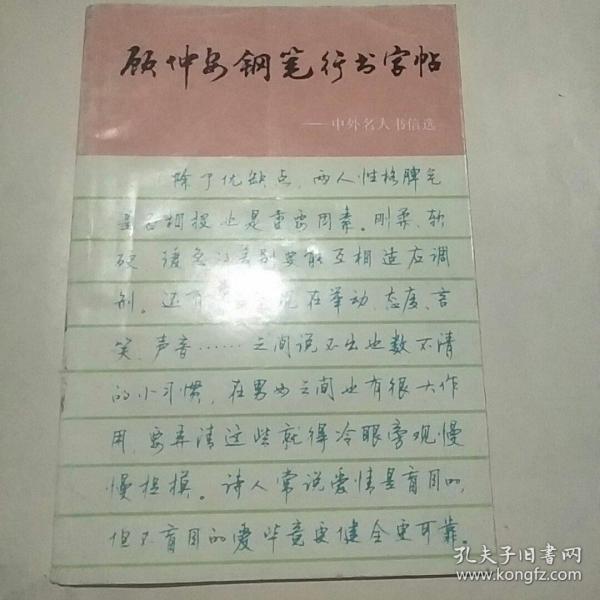 顾仲安钢笔行书字帖
——中外名人书信选
除了优缺点，两人性格脾气
是否相投也是重要因素。刚柔、软
硬、缓急的差别要能互相适应调
剂。还有 在举动、态度、言
笑、声音……之间说不出也数不清
的小习惯，在男女之间也有很大作
用，要弄清这些就得冷眼旁观慢
慢捉摸。诗人常说爱情是盲目的，
但不盲目的爱毕竟更健全更可靠。
孔夫子旧书网
www.kongfz.com